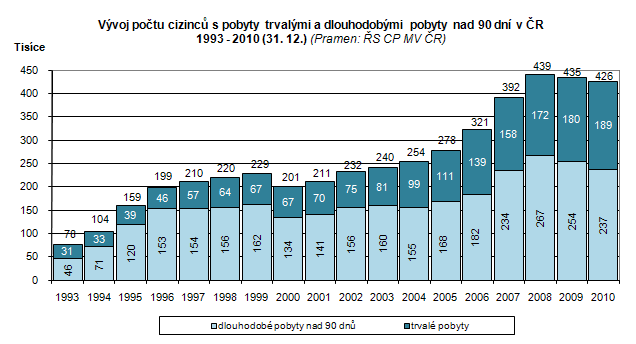 Vývoj počtu cizinců s pobyty trvalými a dlouhodobými pobyty nad 90 dní v ČR
1993 - 2010 (31. 12.) (Pramen: ŘS CP MV ČR)
Tisíce
450
400
350
300
250
200
150
100
50
0
78 104 159 199 210 220 229 201 211 232 240 254 278 321 392 439 435 426
31 33 39 46 57 64 67 67 70 75 81 99 111 139 158 172 180 189
46 71 120 153 154 156 162 134 141 156 160 155 168 182 234 267 254 237
1993 1994 1995 1996 1997 1998 1999 2000 2001 2002 2003 2004 2005 2006 2007 2008 2009 2010
dlouhodobé pobyty nad 90 dnů trvalé pobyty